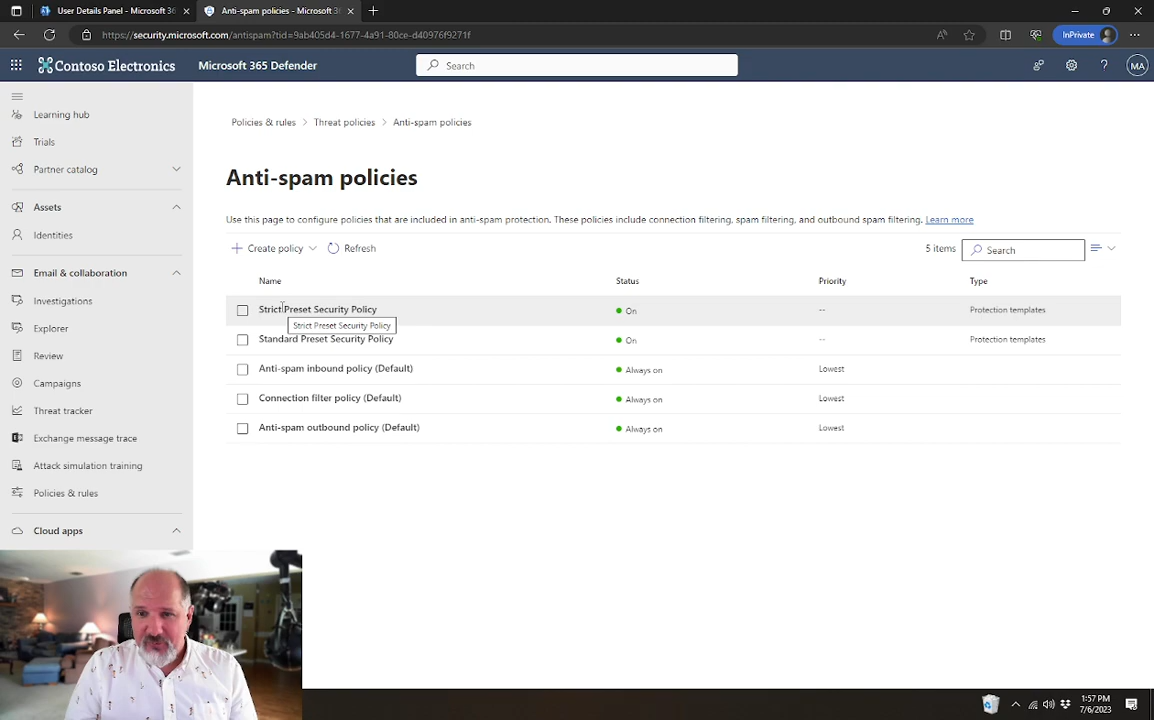 User Details Panel - Microsoft 36
Anti-spam policies - Microsoft 36
https://security.microsoft.com/antispam?tid=9ab405d4-1677-4a91-80ce-d40976f9271f
InPrivate
Contoso Electronics
Microsoft 365 Defender
Search
MA
Learning hub
Trials
Partner catalog
Assets
Identities
Email & collaboration
Investigations
Explorer
Review
Campaigns
Threat tracker
Exchange message trace
Attack simulation training
Policies & rules
Cloud apps
Policies & rules > Threat policies > Anti-spam policies
Anti-spam policies
Use this page to configure policies that are included in anti-spam protection. These policies include connection filtering, spam filtering, and outbound spam filtering. Learn more
Create policy
Refresh
5 items
Search
Name Status Priority Type
Strict Preset Security Policy On -- Protection templates
Strict Preset Security Policy
Standard Preset Security Policy On -- Protection templates
Anti-spam inbound policy (Default) Always on Lowest
Connection filter policy (Default) Always on Lowest
Anti-spam outbound policy (Default) Always on Lowest
1:57 PM
7/6/2023